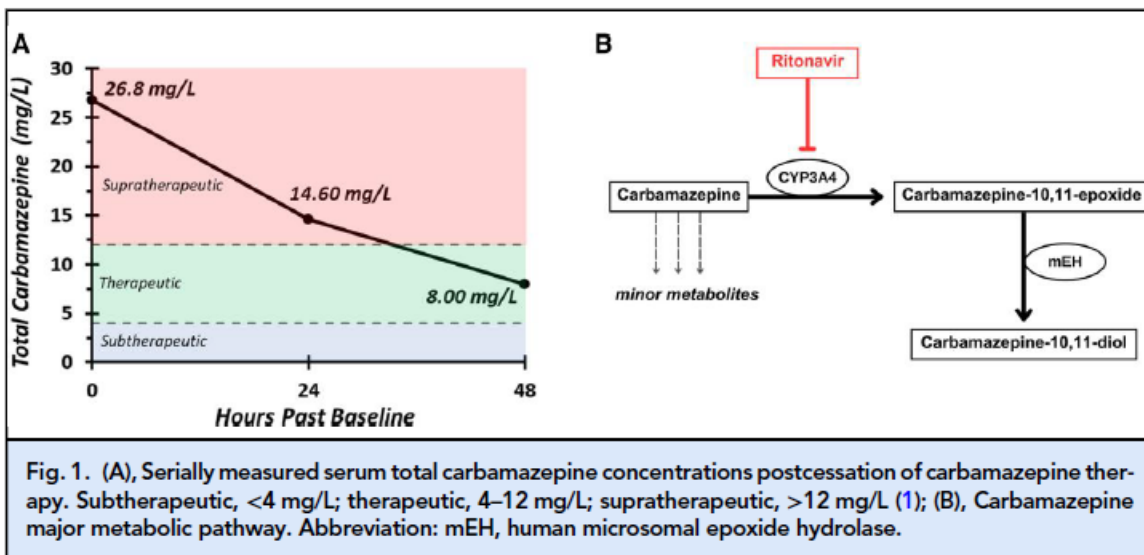 A
Total Carbamazepine (mg/L)
30
25
20
15
10
5
0
26.8 mg/L
Supratherapeutic
14.60 mg/L
Therapeutic
8.00 mg/L
Subtherapeutic
0
24
48
Hours Past Baseline
B
Ritonavir
CYP3A4
Carbamazepine
Carbamazepine-10,11-epoxide
mEH
minor metabolites
Carbamazepine-10,11-diol
Fig. 1. (A), Serially measured serum total carbamazepine concentrations postcessation of carbamazepine ther-
apy. Subtherapeutic, <4 mg/L; therapeutic, 4–12 mg/L; supratherapeutic, >12 mg/L (1); (B), Carbamazepine
major metabolic pathway. Abbreviation: mEH, human microsomal epoxide hydrolase.